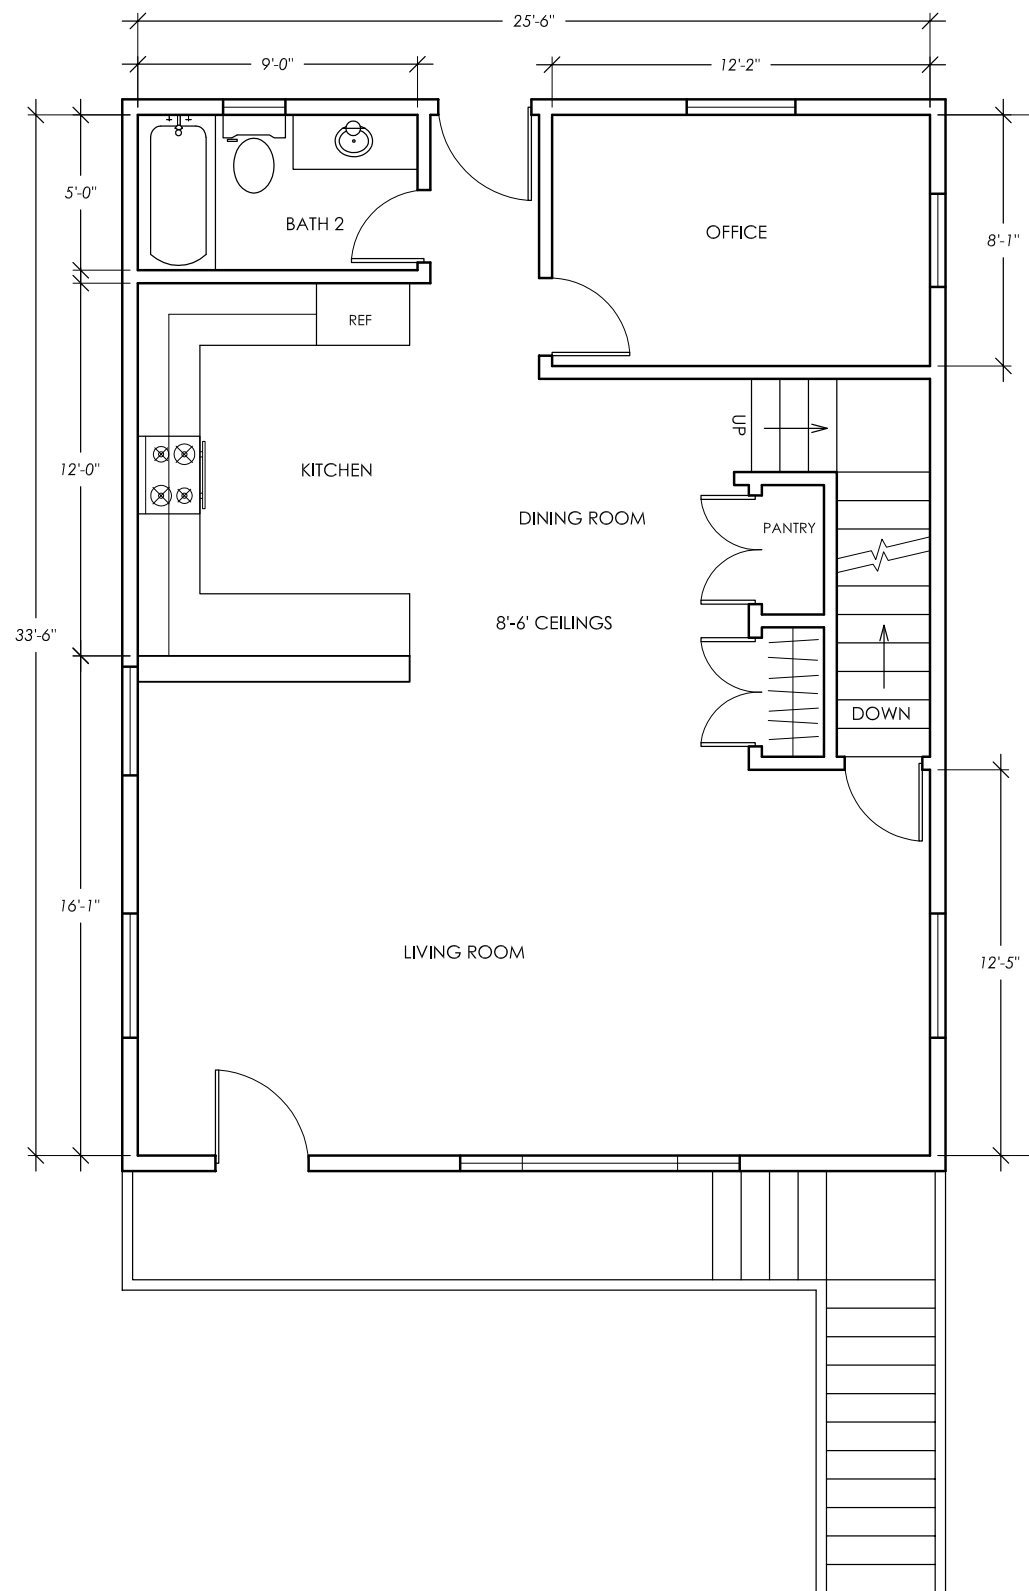 25'-6"
9'-0"
12'-2"
5'-0"
BATH 2
OFFICE
8'-1"
REF
UP
12'-0"
KITCHEN
DINING ROOM
PANTRY
8'-6' CEILINGS
33'-6"
DOWN
16'-1"
LIVING ROOM
12'-5"